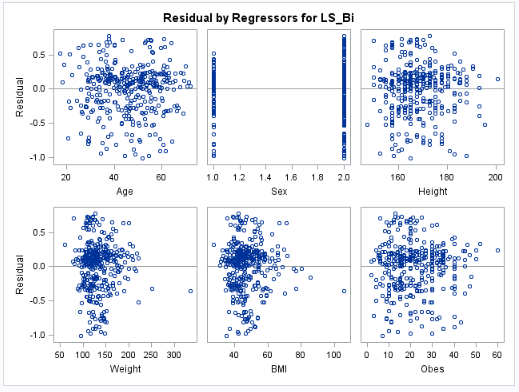 Residual by Regressors for LS_Bi
Residual
0.5
0.0
-0.5
-1.0
20 40 60
Age
1.0 1.2 1.4 1.6 1.8 2.0
Sex
160 180 200
Height
Residual
0.5
0.0
-0.5
-1.0
50 100 150 200 250 300
Weight
40 60 80 100
BMI
0 10 20 30 40 50 60
Obes